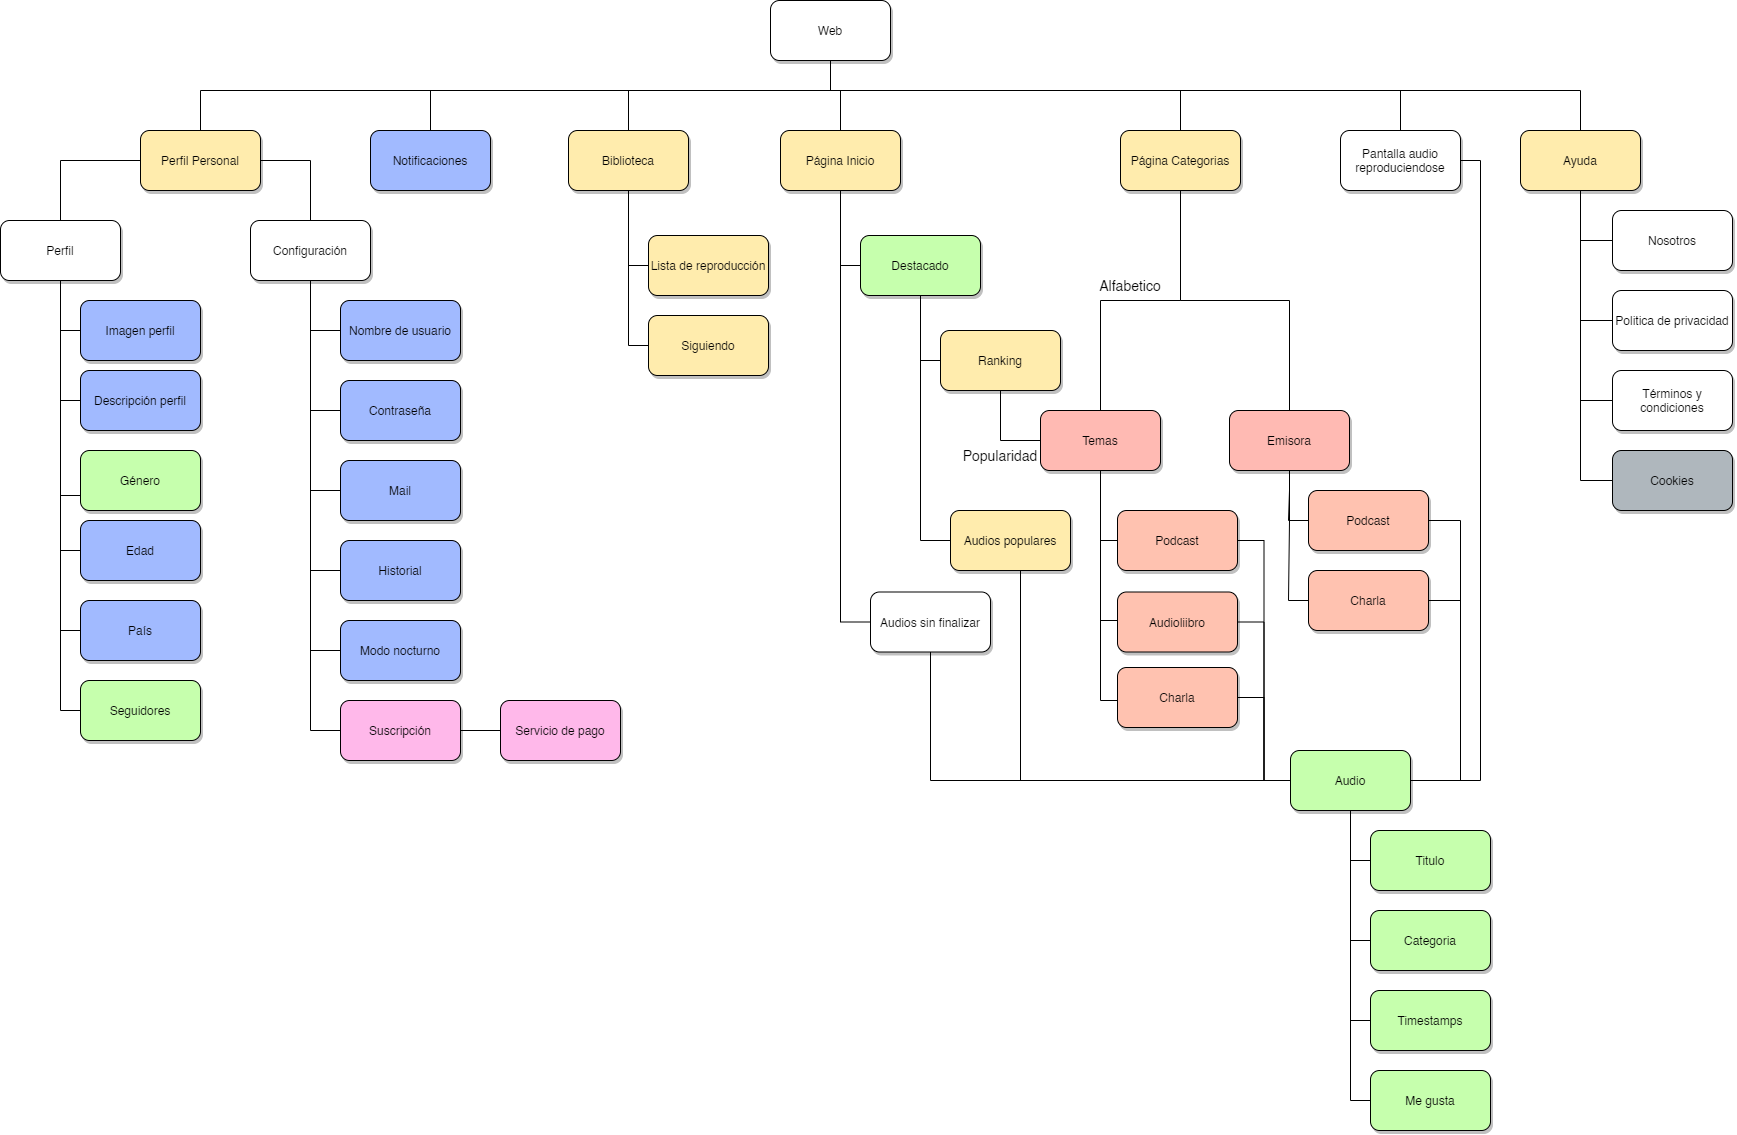 Web
Perfil Personal
Notificaciones
Biblioteca
Página Inicio
Página Categorias
Pantalla audio
reproduciendose
Ayuda
Perfil
Configuración
Lista de reproducción
Destacado
Nosotros
Alfabetico
Imagen perfil
Nombre de usuario
Siguiendo
Ranking
Politica de privacidad
Descripción perfil
Contraseña
Popularidad
Temas
Emisora
Términos y
condiciones
Género
Mail
Podcast
Cookies
Edad
Historial
Audios populares
Podcast
Charla
País
Modo nocturno
Audios sin finalizar
Audioliibro
Seguidores
Suscripción
Servicio de pago
Charla
Audio
Titulo
Categoria
Timestamps
Me gusta